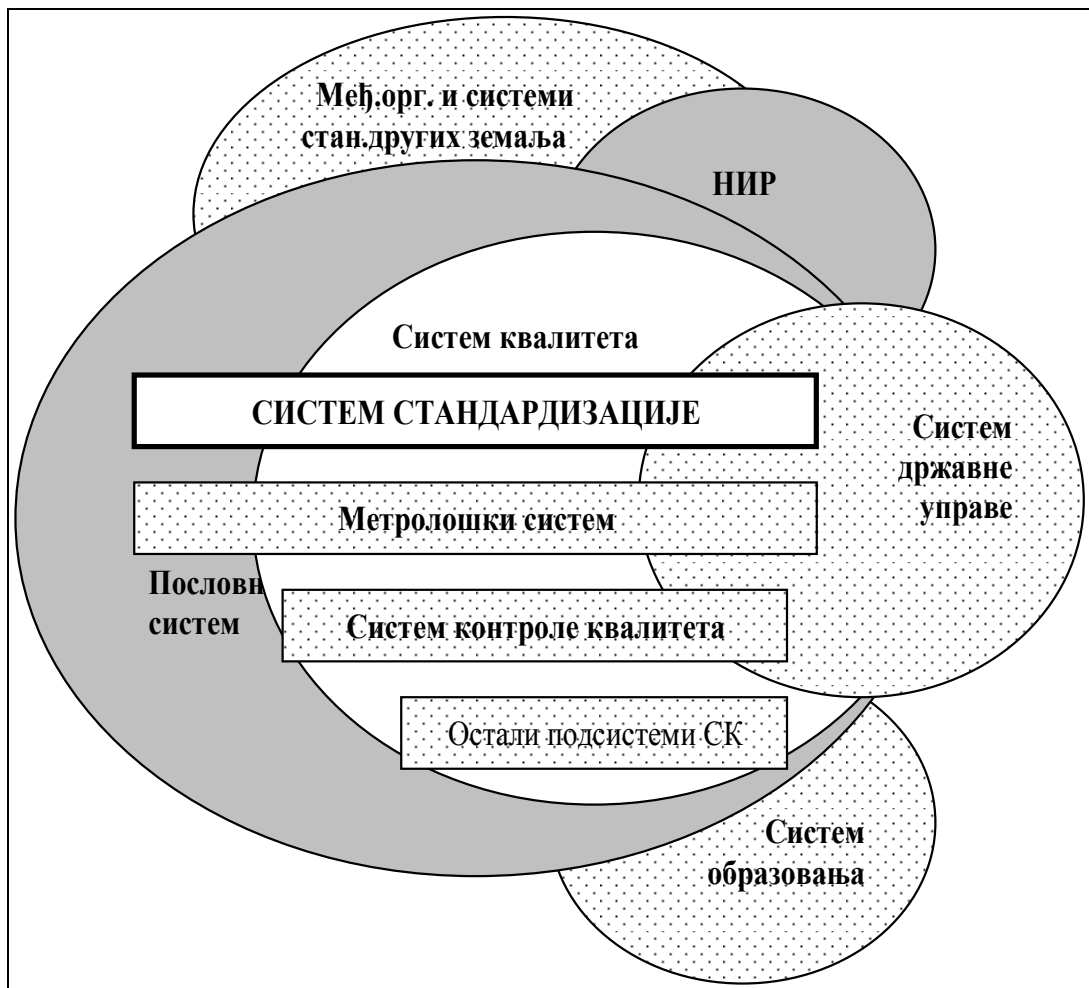 Међ.орг. и системи
стан.других земаља
НИР
Систем квалитета
СИСТЕМ СТАНДАРДИЗАЦИЈЕ
Систем
државне
управе
Метролошки систем
Пословн
систем
Систем контроле квалитета
Остали подсистеми СК
Систем
образовања